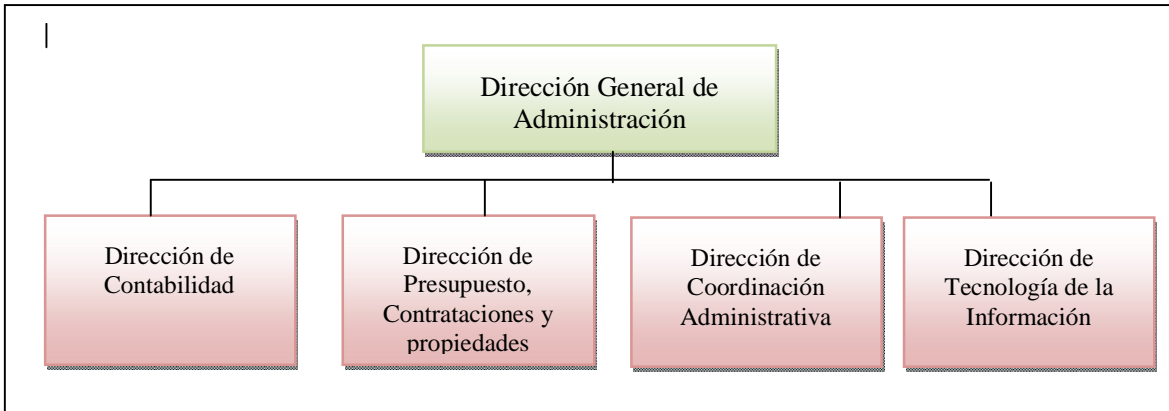 Dirección General de
Administración
Dirección de
Contabilidad
Dirección de
Presupuesto,
Contrataciones y
propiedades
Dirección de
Coordinación
Administrativa
Dirección de
Tecnología de la
Información